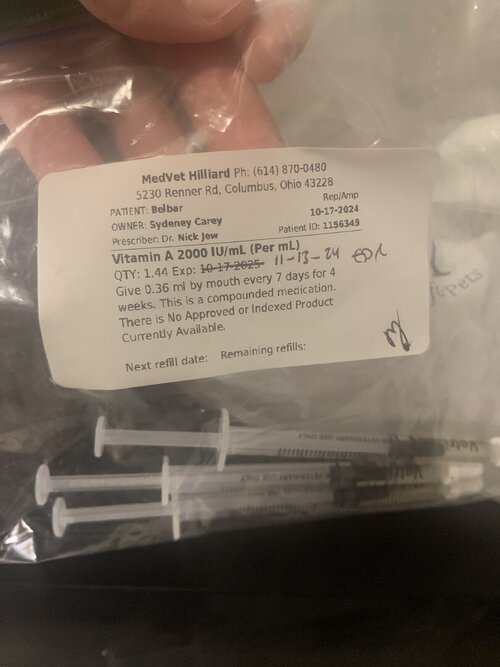 MedVet Hilliard Ph: (614) 870-0480
5230 Renner Rd, Columbus, Ohio 43228
Rep/Amp
PATIENT: Belbar 10-17-2024
OWNER: Sydeney Carey Patient ID: 1156349
Prescriber: Dr. Nick Jew
Vitamin A 2000 IU/mL (Per mL)
QTY: 1.44 Exp: 10-17-2025 11-13-24
Give 0.36 ml by mouth every 7 days for 4
weeks. This is a compounded medication.
There is No Approved or Indexed Product
Currently Available.
Next refill date: Remaining refills:
VETERINARY USE ONLY